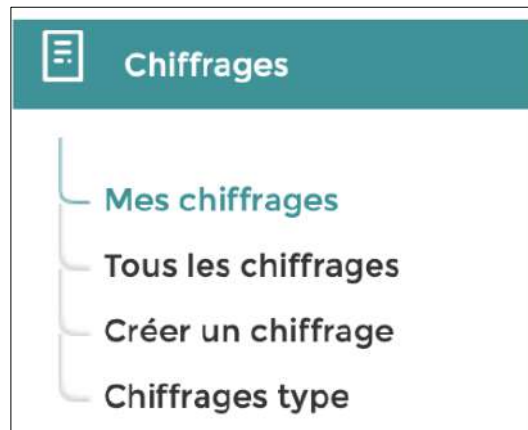 Chiffrages
Mes chiffrages
Tous les chiffrages
Créer un chiffrage
Chiffrages type